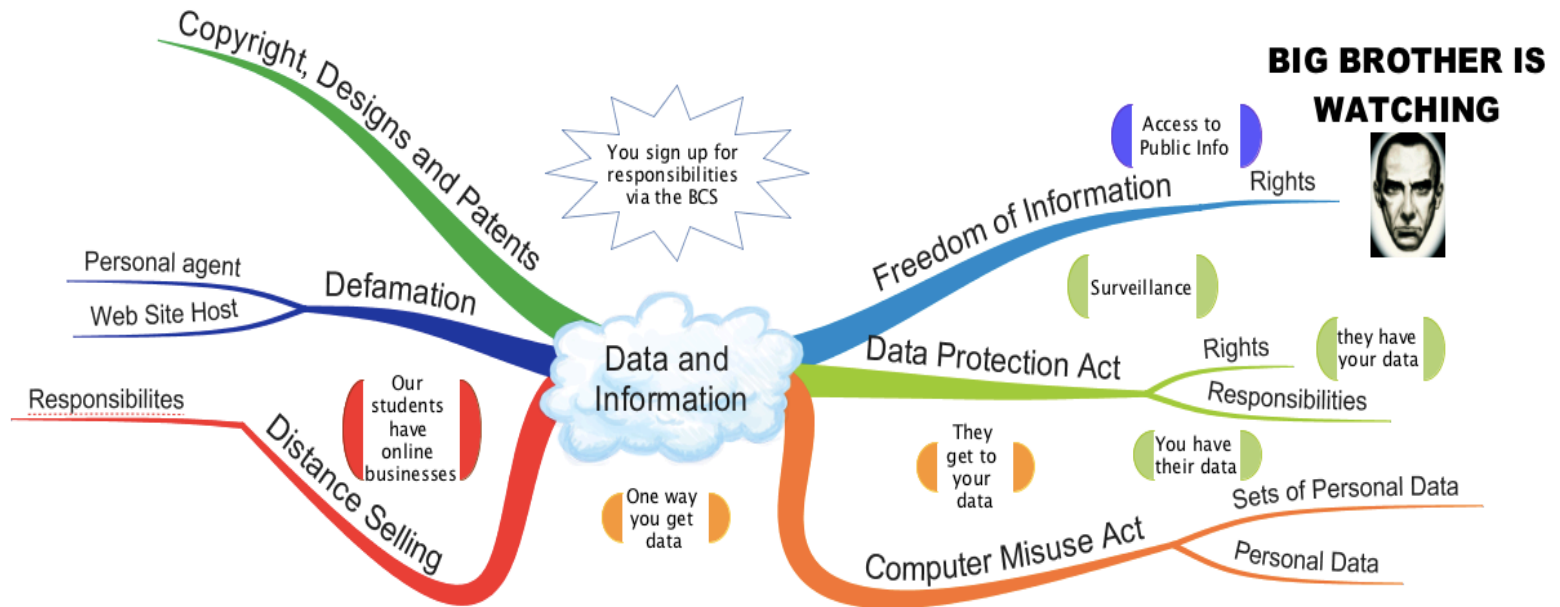 Copyright, Designs and Patents
You sign up for
responsibilities
via the BCS
BIG BROTHER IS
WATCHING
Access to
Public Info
Freedom of Information
Rights
Surveillance
Personal agent
Web Site Host
Defamation
Data and
Information
Data Protection Act
Rights
Responsibilities
they have
your data
You have
their data
Responsibilites
Distance Selling
Our
students
have
online
businesses
One way
you get
data
They
get to
your
data
Computer Misuse Act
Sets of Personal Data
Personal Data